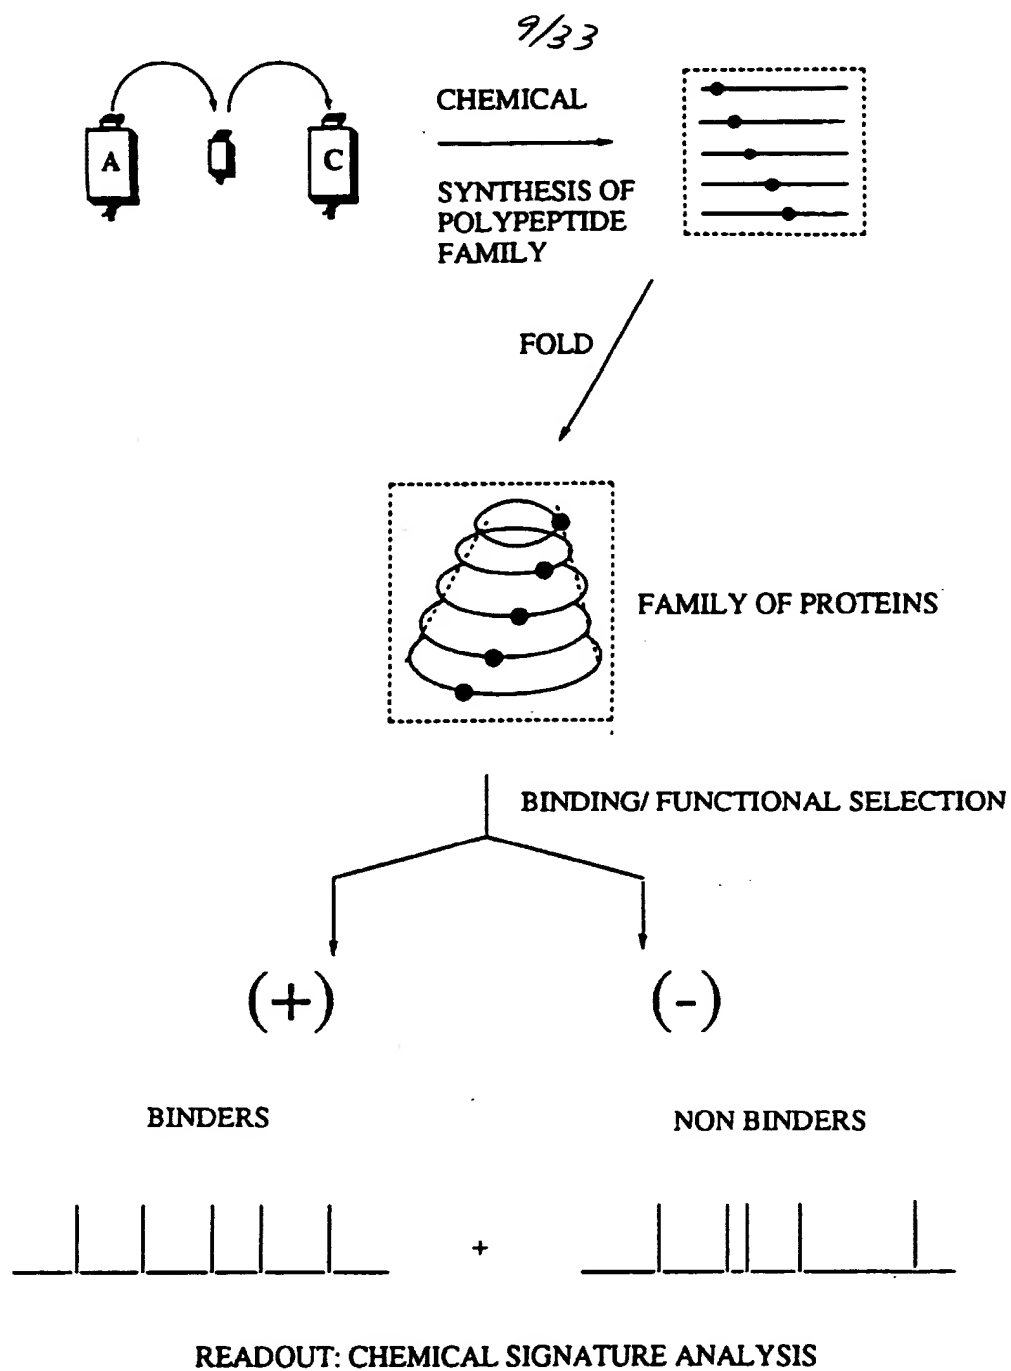 9/33
A
C
CHEMICAL
SYNTHESIS OF
POLYPEPTIDE
FAMILY
FOLD
FAMILY OF PROTEINS
BINDING/ FUNCTIONAL SELECTION
(+)
(-)
BINDERS
NON BINDERS
+
READOUT: CHEMICAL SIGNATURE ANALYSIS